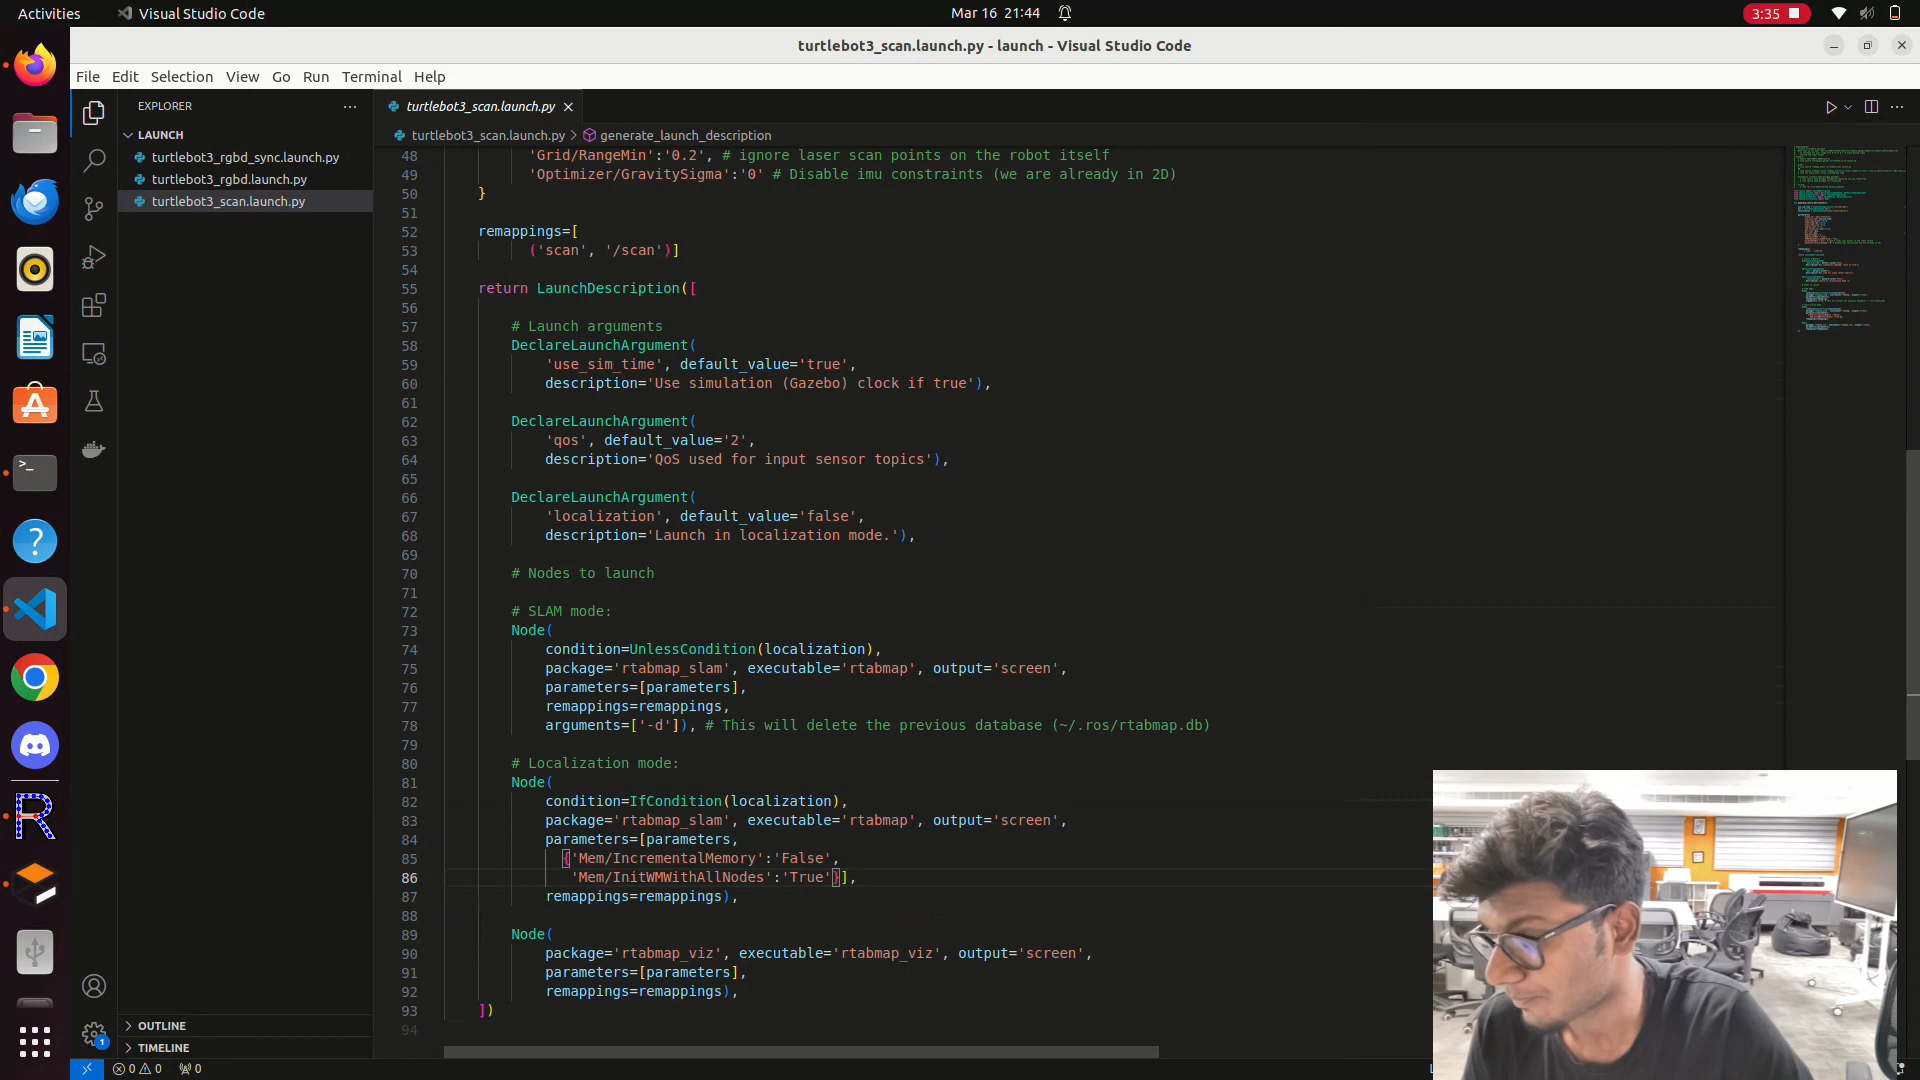 Activities
Visual Studio Code
Mar 16 21:44
3:35
turtlebot3_scan.launch.py - launch - Visual Studio Code
File Edit Selection View Go Run Terminal Help
EXPLORER
LAUNCH
turtlebot3_rgbd_sync.launch.py
turtlebot3_rgbd.launch.py
turtlebot3_scan.launch.py
OUTLINE
TIMELINE
turtlebot3_scan.launch.py
turtlebot3_scan.launch.py > generate_launch_description
48 'Grid/RangeMin':'0.2', # ignore laser scan points on the robot itself
49 'Optimizer/GravitySigma':'0' # Disable imu constraints (we are already in 2D)
50 }
51
52 remappings=[
53 ('scan', '/scan')]
54
55 return LaunchDescription([
56
57 # Launch arguments
58 DeclareLaunchArgument(
59 'use_sim_time', default_value='true',
60 description='Use simulation (Gazebo) clock if true'),
61
62 DeclareLaunchArgument(
63 'qos', default_value='2',
64 description='QoS used for input sensor topics'),
65
66 DeclareLaunchArgument(
67 'localization', default_value='false',
68 description='Launch in localization mode.'),
69
70 # Nodes to launch
71
72 # SLAM mode:
73 Node(
74 condition=UnlessCondition(localization),
75 package='rtabmap_slam', executable='rtabmap', output='screen',
76 parameters=[parameters],
77 remappings=remappings,
78 arguments=['-d']), # This will delete the previous database (~/.ros/rtabmap.db)
79
80 # Localization mode:
81 Node(
82 condition=IfCondition(localization),
83 package='rtabmap_slam', executable='rtabmap', output='screen',
84 parameters=[parameters,
85 {'Mem/IncrementalMemory':'False',
86 'Mem/InitWMWithAllNodes':'True'}],
87 remappings=remappings),
88
89 Node(
90 package='rtabmap_viz', executable='rtabmap_viz', output='screen',
91 parameters=[parameters],
92 remappings=remappings),
93 ])
94
1
0 0 0